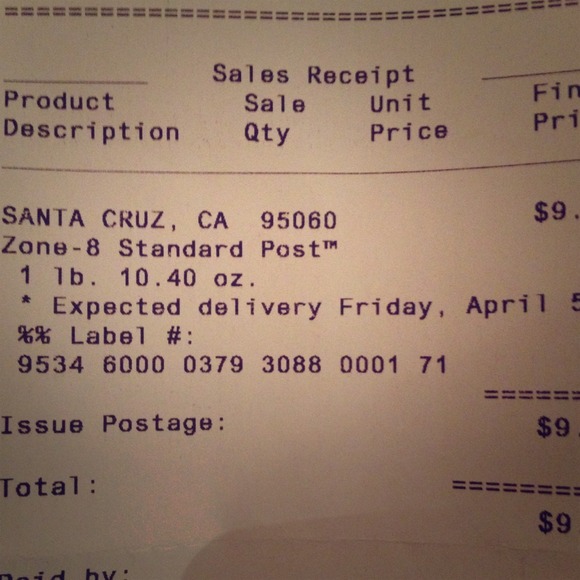 Sales Receipt
Product Sale Unit Fin
Description Qty Price Pri
SANTA CRUZ, CA 95060 $9.
Zone-8 Standard Post™
1 lb. 10.40 oz.
* Expected delivery Friday, April 5
%% Label #:
9534 6000 0379 3088 0001 71
========
Issue Postage: $9.
Total: ========
$9
Paid by: